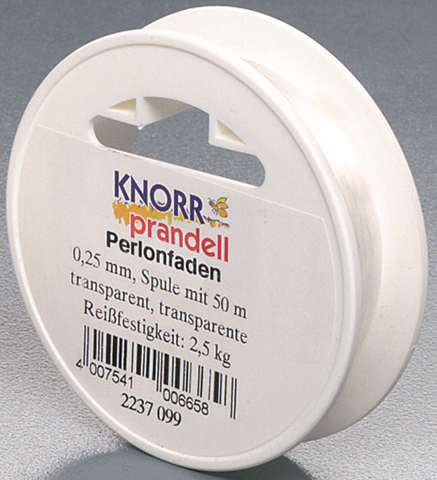 KNORR
prandell
Perlonfaden
0,25 mm, Spule mit 50 m
transparent, transparente
Reißfestigkeit: 2,5 kg
4 007541 006658
2237 099